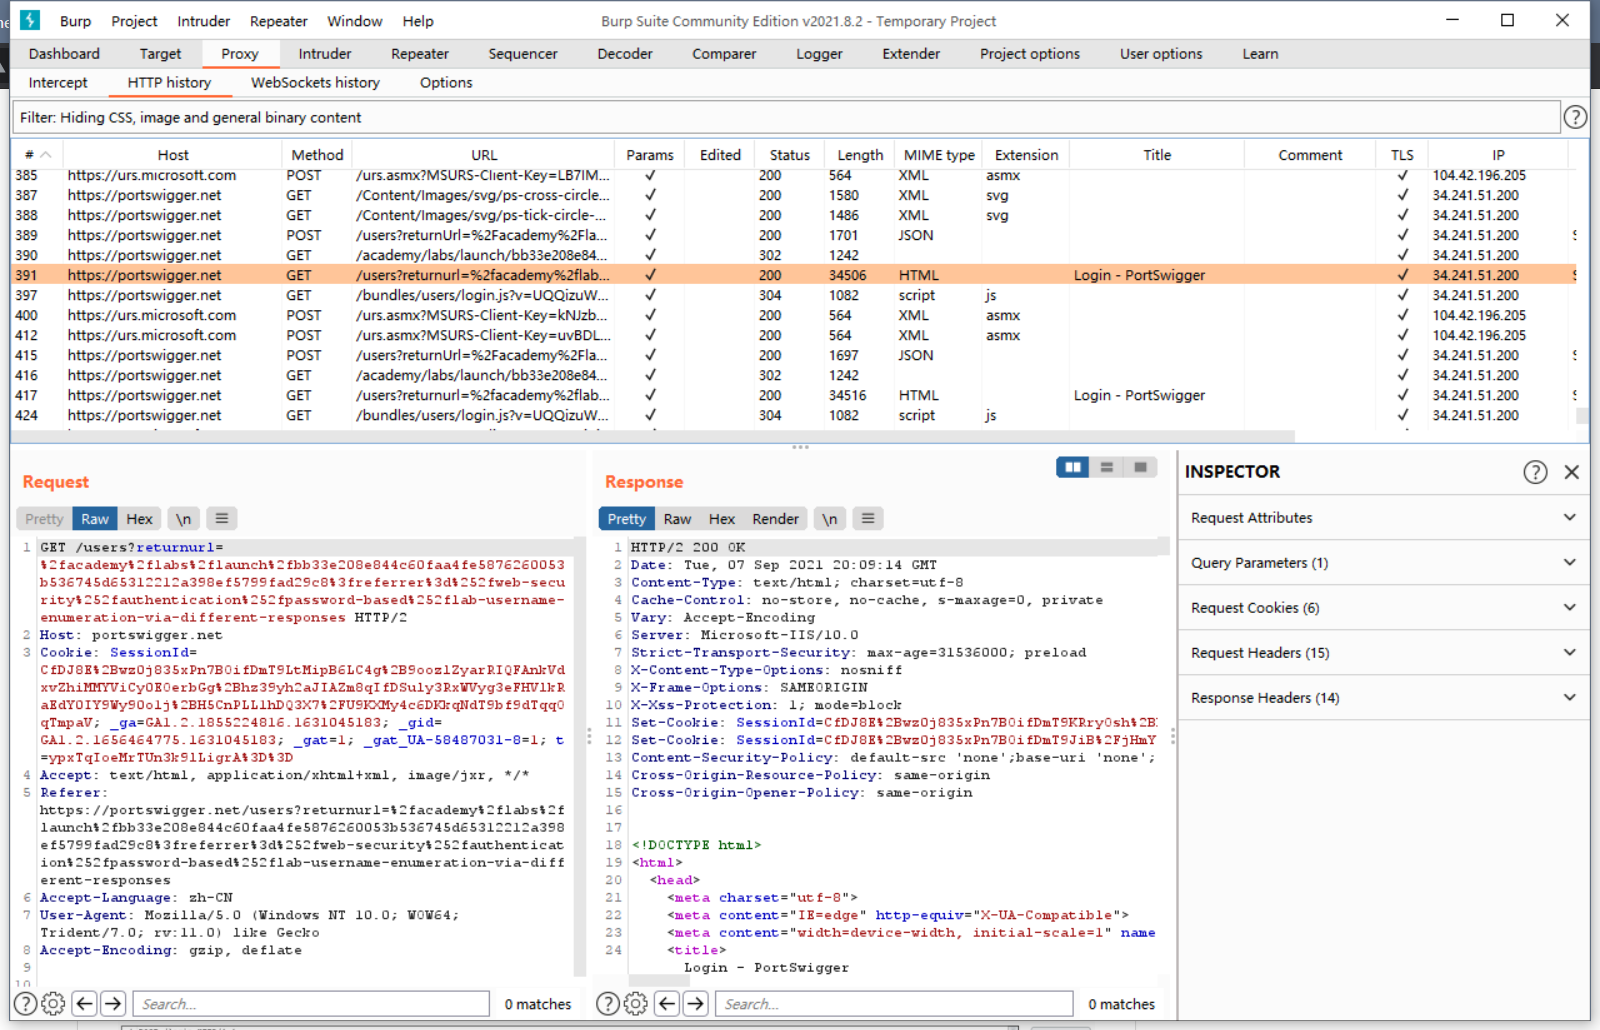 Burp Project Intruder Repeater Window Help Burp Suite Community Edition v2021.8.2 - Temporary Project
Dashboard Target Proxy Intruder Repeater Sequencer Decoder Comparer Logger Extender Project options User options Learn
Intercept HTTP history WebSockets history Options
Filter: Hiding CSS, image and general binary content
# Host Method URL Params Edited Status Length MIME type Extension Title Comment TLS IP
385 https://urs.microsoft.com POST /urs.asmx?MSURS-Client-Key=LB7IM... ✓ 200 564 XML asmx ✓ 104.42.196.205
387 https://portswigger.net GET /Content/Images/svg/ps-cross-circle... ✓ 200 1580 XML svg ✓ 34.241.51.200
388 https://portswigger.net GET /Content/Images/svg/ps-tick-circle-... ✓ 200 1486 XML svg ✓ 34.241.51.200
389 https://portswigger.net POST /users?returnUrl=%2Facademy%2Fla... ✓ 200 1701 JSON ✓ 34.241.51.200
390 https://portswigger.net GET /academy/labs/launch/bb33e208e84... ✓ 302 1242 ✓ 34.241.51.200
391 https://portswigger.net GET /users?returnurl=%2facademy%2flab... ✓ 200 34506 HTML Login - PortSwigger ✓ 34.241.51.200
397 https://portswigger.net GET /bundles/users/login.js?v=UQQizuW... ✓ 304 1082 script js ✓ 34.241.51.200
400 https://urs.microsoft.com POST /urs.asmx?MSURS-Client-Key=kNJzb... ✓ 200 564 XML asmx ✓ 104.42.196.205
412 https://urs.microsoft.com POST /urs.asmx?MSURS-Client-Key=uvBDL... ✓ 200 564 XML asmx ✓ 104.42.196.205
415 https://portswigger.net POST /users?returnUrl=%2Facademy%2Fla... ✓ 200 1697 JSON ✓ 34.241.51.200
416 https://portswigger.net GET /academy/labs/launch/bb33e208e84... ✓ 302 1242 ✓ 34.241.51.200
417 https://portswigger.net GET /users?returnurl=%2facademy%2flab... ✓ 200 34516 HTML Login - PortSwigger ✓ 34.241.51.200
424 https://portswigger.net GET /bundles/users/login.js?v=UQQizuW... ✓ 304 1082 script js ✓ 34.241.51.200
Request
Pretty Raw Hex \n
1 GET /users?returnurl=
%2facademy%2flabs%2flaunch%2fbb33e208e844c60faa4fe5876260053
b536745d65312212a398ef5799fad29c8%3freferrer%3d%252fweb-secu
rity%252fauthentication%252fpassword-based%252flab-username-
enumeration-via-different-responses HTTP/2
2 Host: portswigger.net
3 Cookie: SessionId=
CfDJ8E%2Bwz0j835xPn7B0ifDmT9LtMipB6LC4g%2B9oozlZyarRIQFAnkVd
xvZhiMMYViCy0E0erbGg%2Bhz39yh2aJIAZm8qIfDSuly3RxWVyg3eFHVlkR
aEdY0IY9Wy90olj%2BH5CnPLLlhDQ3X7%2FU9KXMy4c6DKkqNdT9bf9dTqq0
qTmpaV; _ga=GA1.2.1855224816.1631045183; _gid=
GA1.2.1656464775.1631045183; _gat=1; _gat_UA-58487031-8=1; t
=ypxTqIoeMrTUn3k9lLigrA%3D%3D
4 Accept: text/html, application/xhtml+xml, image/jxr, */*
5 Referer:
https://portswigger.net/users?returnurl=%2facademy%2flabs%2f
launch%2fbb33e208e844c60faa4fe5876260053b536745d65312212a398
ef5799fad29c8%3freferrer%3d%252fweb-security%252fauthenticat
ion%252fpassword-based%252flab-username-enumeration-via-diff
erent-responses
6 Accept-Language: zh-CN
7 User-Agent: Mozilla/5.0 (Windows NT 10.0; WOW64;
Trident/7.0; rv:11.0) like Gecko
8 Accept-Encoding: gzip, deflate
9
10
Search... 0 matches
Response
Pretty Raw Hex Render \n
1 HTTP/2 200 OK
2 Date: Tue, 07 Sep 2021 20:09:14 GMT
3 Content-Type: text/html; charset=utf-8
4 Cache-Control: no-store, no-cache, s-maxage=0, private
5 Vary: Accept-Encoding
6 Server: Microsoft-IIS/10.0
7 Strict-Transport-Security: max-age=31536000; preload
8 X-Content-Type-Options: nosniff
9 X-Frame-Options: SAMEORIGIN
10 X-Xss-Protection: 1; mode=block
11 Set-Cookie: SessionId=CfDJ8E%2Bwz0j835xPn7B0ifDmT9KRry0sh%2B
12 Set-Cookie: SessionId=CfDJ8E%2Bwz0j835xPn7B0ifDmT9JiB%2FjHmY
13 Content-Security-Policy: default-src 'none';base-uri 'none';
14 Cross-Origin-Resource-Policy: same-origin
15 Cross-Origin-Opener-Policy: same-origin
16
17
18 <!DOCTYPE html>
19 <html>
20 <head>
21 <meta charset="utf-8">
22 <meta content="IE=edge" http-equiv="X-UA-Compatible">
23 <meta content="width=device-width, initial-scale=1" name
24 <title>
Login - PortSwigger
Search... 0 matches
INSPECTOR
Request Attributes
Query Parameters (1)
Request Cookies (6)
Request Headers (15)
Response Headers (14)